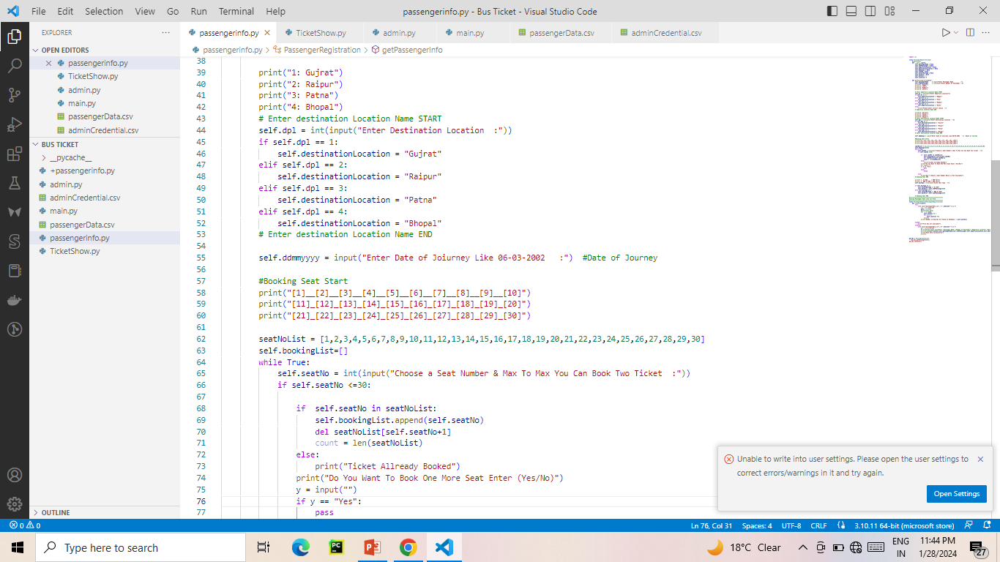 File Edit Selection View Go Run Terminal Help
passengerinfo.py - Bus Ticket - Visual Studio Code
EXPLORER
OPEN EDITORS
passengerinfo.py
TicketShow.py
admin.py
main.py
passengerData.csv
adminCredential.csv
BUS TICKET
__pycache__
+passengerinfo.py
admin.py
adminCredential.csv
main.py
passengerData.csv
passengerinfo.py
TicketShow.py
OUTLINE
passengerinfo.py TicketShow.py admin.py main.py passengerData.csv adminCredential.csv
passengerinfo.py > PassengerRegistration > getPassengerInfo
38
39 print("1: Gujrat")
40 print("2: Raipur")
41 print("3: Patna")
42 print("4: Bhopal")
43 # Enter destination Location Name START
44 self.dpl = int(input("Enter Destination Location  :"))
45 if self.dpl == 1:
46 self.destinationLocation = "Gujrat"
47 elif self.dpl == 2:
48 self.destinationLocation = "Raipur"
49 elif self.dpl == 3:
50 self.destinationLocation = "Patna"
51 elif self.dpl == 4:
52 self.destinationLocation = "Bhopal"
53 # Enter destination Location Name END
54
55 self.ddmmyyyy = input("Enter Date of Joiurney Like 06-03-2002   :")  #Date of Journey
56
57 #Booking Seat Start
58 print("[1]__[2]__[3]__[4]__[5]__[6]__[7]__[8]__[9]__[10]")
59 print("[11]_[12]_[13]_[14]_[15]_[16]_[17]_[18]_[19]_[20]")
60 print("[21]_[22]_[23]_[24]_[25]_[26]_[27]_[28]_[29]_[30]")
61
62 seatNoList = [1,2,3,4,5,6,7,8,9,10,11,12,13,14,15,16,17,18,19,20,21,22,23,24,25,26,27,28,29,30]
63 self.bookingList=[]
64 while True:
65 self.seatNo = int(input("Choose a Seat Number & Max To Max You Can Book Two Ticket  :"))
66 if self.seatNo <=30:
67
68 if  self.seatNo in seatNoList:
69 self.bookingList.append(self.seatNo)
70 del seatNoList[self.seatNo+1]
71 count = len(seatNoList)
72 else:
73 print("Ticket Allready Booked")
74 print("Do You Want To Book One More Seat Enter (Yes/No)")
75 y = input("")
76 if y == "Yes":
77 pass
Unable to write into user settings. Please open the user settings to
correct errors/warnings in it and try again.
Open Settings
0 0
Ln 76, Col 31 Spaces: 4 UTF-8 CRLF 3.10.11 64-bit (microsoft store)
Type here to search
PC
18°C Clear
ENG
IN
11:44 PM
1/28/2024
27